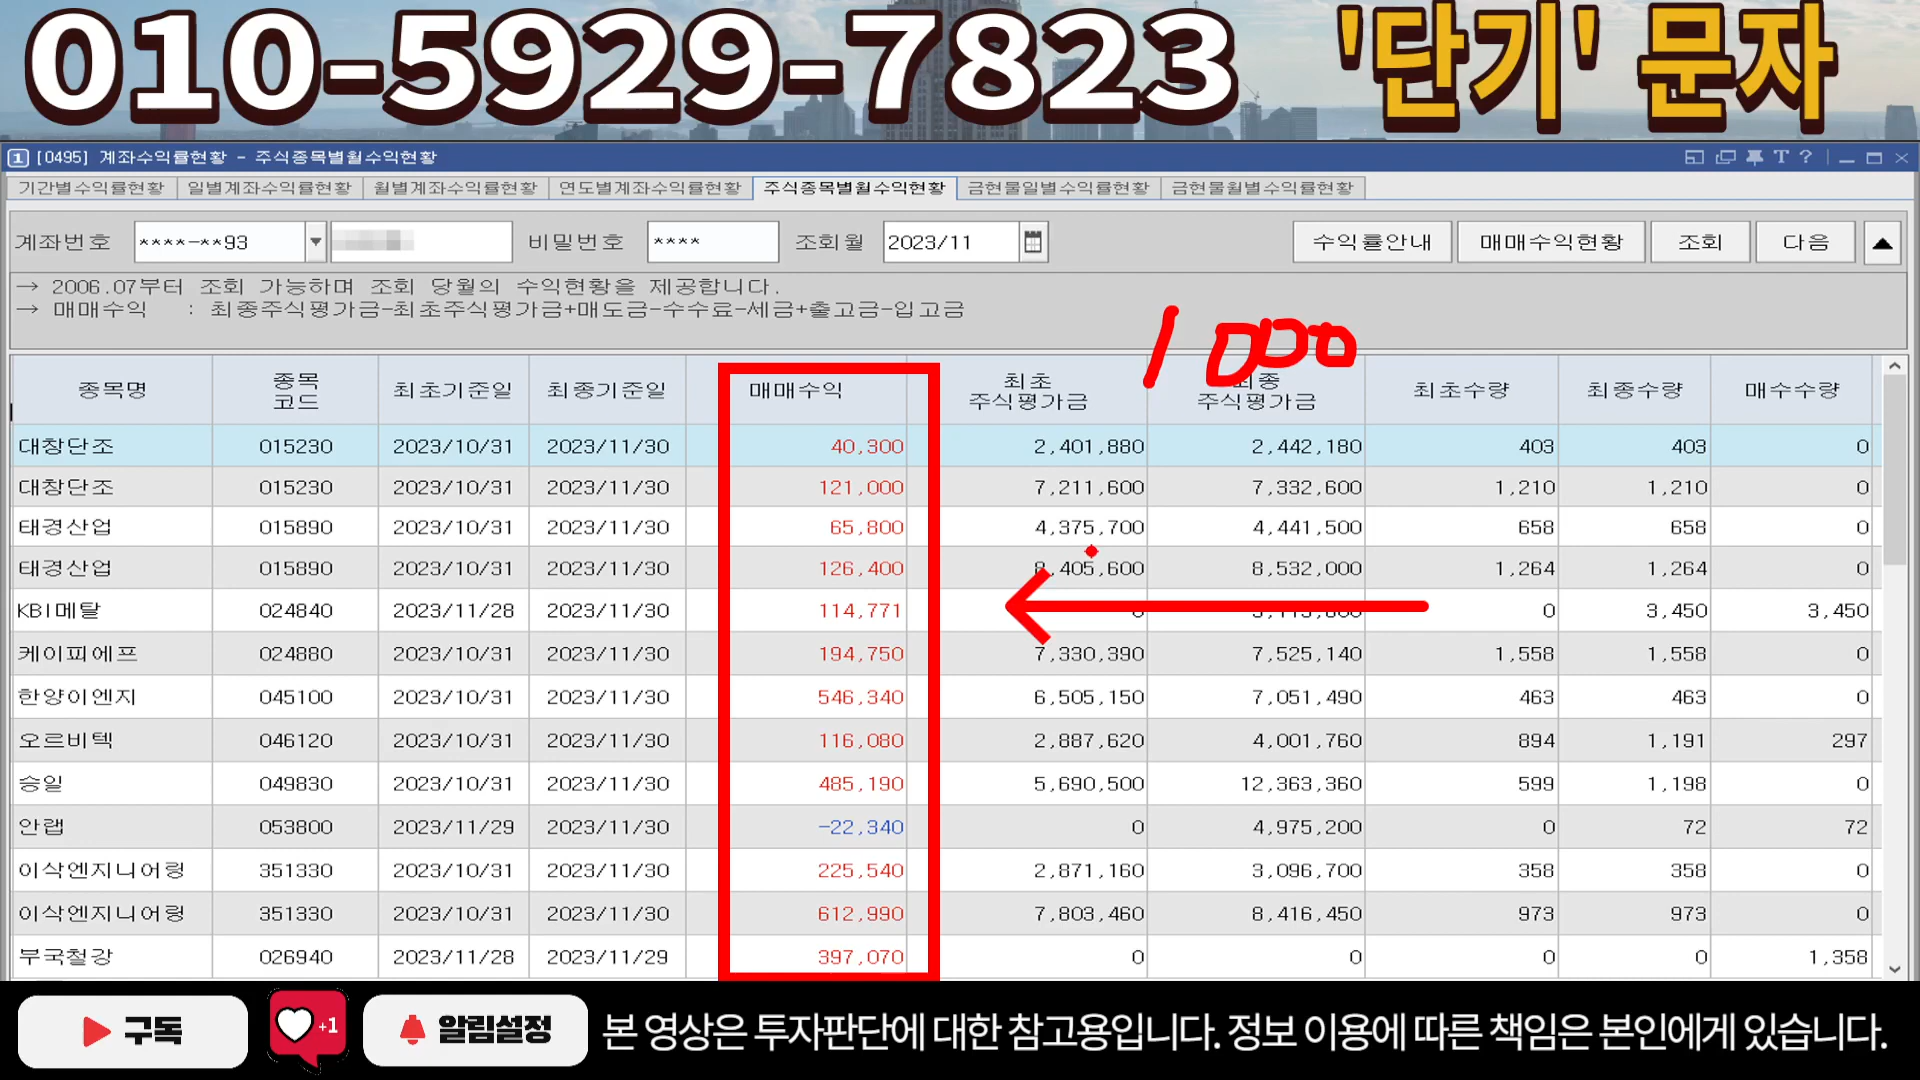 010-5929-7823 '단기' 문자
1 [0495] 계좌수익률현황 - 주식종목별월수익현황
기간별수익률현황 일별계좌수익률현황 월별계좌수익률현황 연도별계좌수익률현황 주식종목별월수익현황 금현물일별수익률현황 금현물월별수익률현황
계좌번호 ****-**93 비밀번호 **** 조회월 2023/11 수익률안내 매매수익현황 조회 다음
→ 2006.07부터 조회 가능하며 조회 당월의 수익현황을 제공합니다.
→ 매매수익 : 최종주식평가금-최초주식평가금+매도금-수수료-세금+출고금-입고금
1000
종목명 종목코드 최초기준일 최종기준일 매매수익 최초주식평가금 최종주식평가금 최초수량 최종수량 매수수량
대창단조 015230 2023/10/31 2023/11/30 40,300 2,401,880 2,442,180 403 403 0
대창단조 015230 2023/10/31 2023/11/30 121,000 7,211,600 7,332,600 1,210 1,210 0
태경산업 015890 2023/10/31 2023/11/30 65,800 4,375,700 4,441,500 658 658 0
태경산업 015890 2023/10/31 2023/11/30 126,400 8,405,600 8,532,000 1,264 1,264 0
KBI메탈 024840 2023/11/28 2023/11/30 114,771 0 0 3,450 3,450
케이피에프 024880 2023/10/31 2023/11/30 194,750 7,330,390 7,525,140 1,558 1,558 0
한양이엔지 045100 2023/10/31 2023/11/30 546,340 6,505,150 7,051,490 463 463 0
오르비텍 046120 2023/10/31 2023/11/30 116,080 2,887,620 4,001,760 894 1,191 297
승일 049830 2023/10/31 2023/11/30 485,190 5,690,500 12,363,360 599 1,198 0
안랩 053800 2023/11/29 2023/11/30 -22,340 0 4,975,200 0 72 72
이삭엔지니어링 351330 2023/10/31 2023/11/30 225,540 2,871,160 3,096,700 358 358 0
이삭엔지니어링 351330 2023/10/31 2023/11/30 612,990 7,803,460 8,416,450 973 973 0
부국철강 026940 2023/11/28 2023/11/29 397,070 0 0 0 0 1,358
구독 +1 알림설정 본 영상은 투자판단에 대한 참고용입니다. 정보 이용에 따른 책임은 본인에게 있습니다.